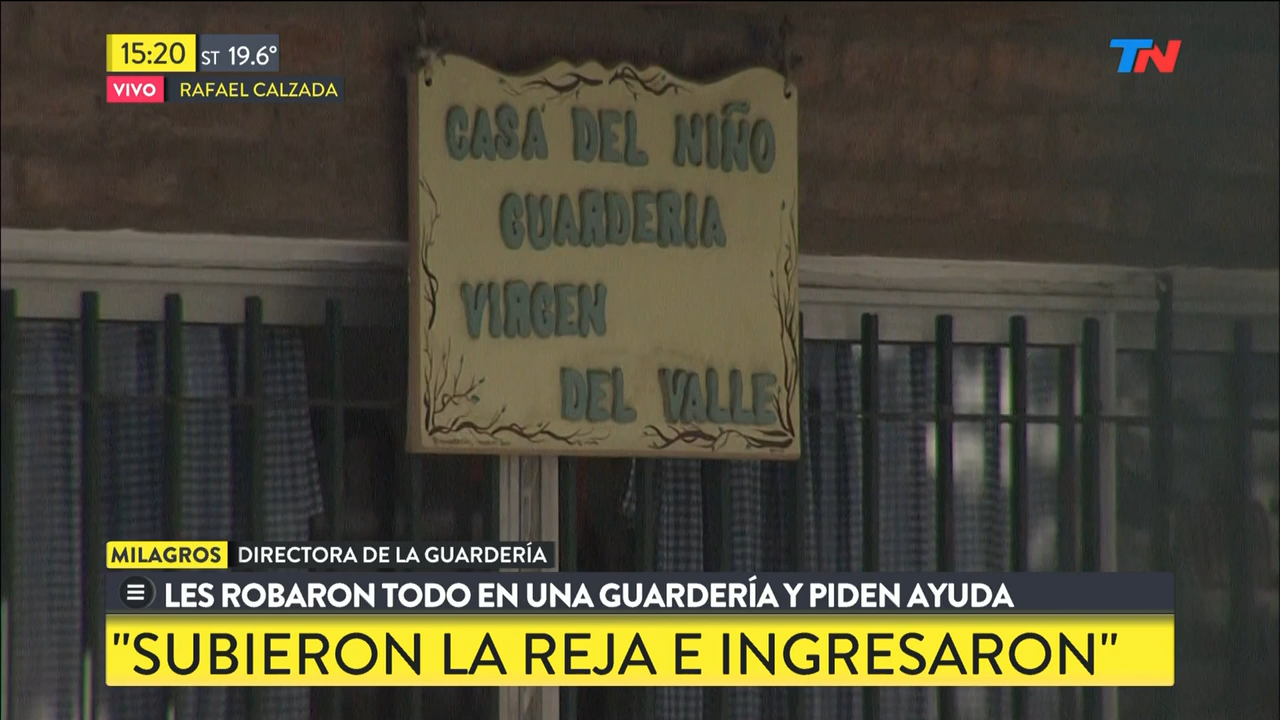 15:20 ST 19.6°
TN
VIVO RAFAEL CALZADA
CASA DEL NIÑO
GUARDERIA
VIRGEN
DEL VALLE
MILAGROS DIRECTORA DE LA GUARDERÍA
LES ROBARON TODO EN UNA GUARDERÍA Y PIDEN AYUDA
"SUBIERON LA REJA E INGRESARON"